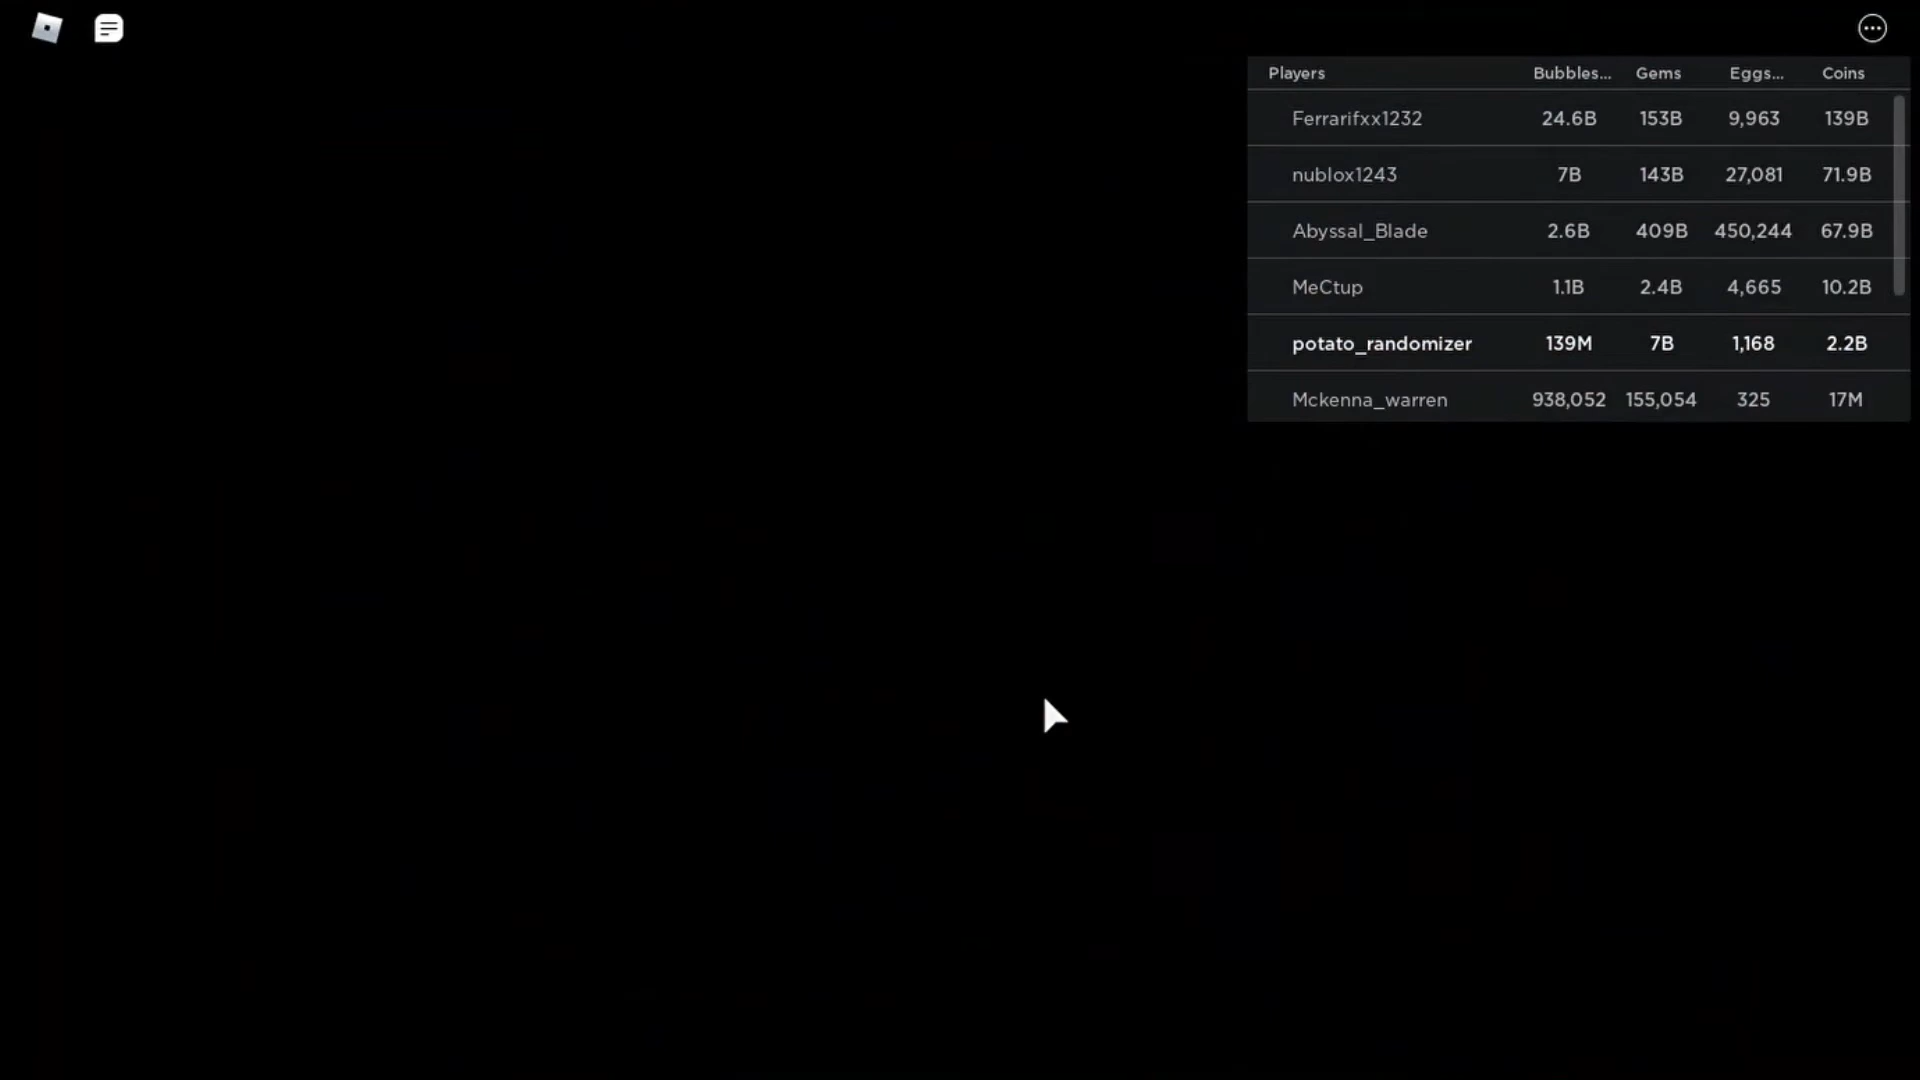 Players Bubbles... Gems Eggs... Coins
Ferrarifxx1232 24.6B 153B 9,963 139B
nublox1243 7B 143B 27,081 71.9B
Abyssal_Blade 2.6B 409B 450,244 67.9B
MeCtup 1.1B 2.4B 4,665 10.2B
potato_randomizer 139M 7B 1,168 2.2B
Mckenna_warren 938,052 155,054 325 17M